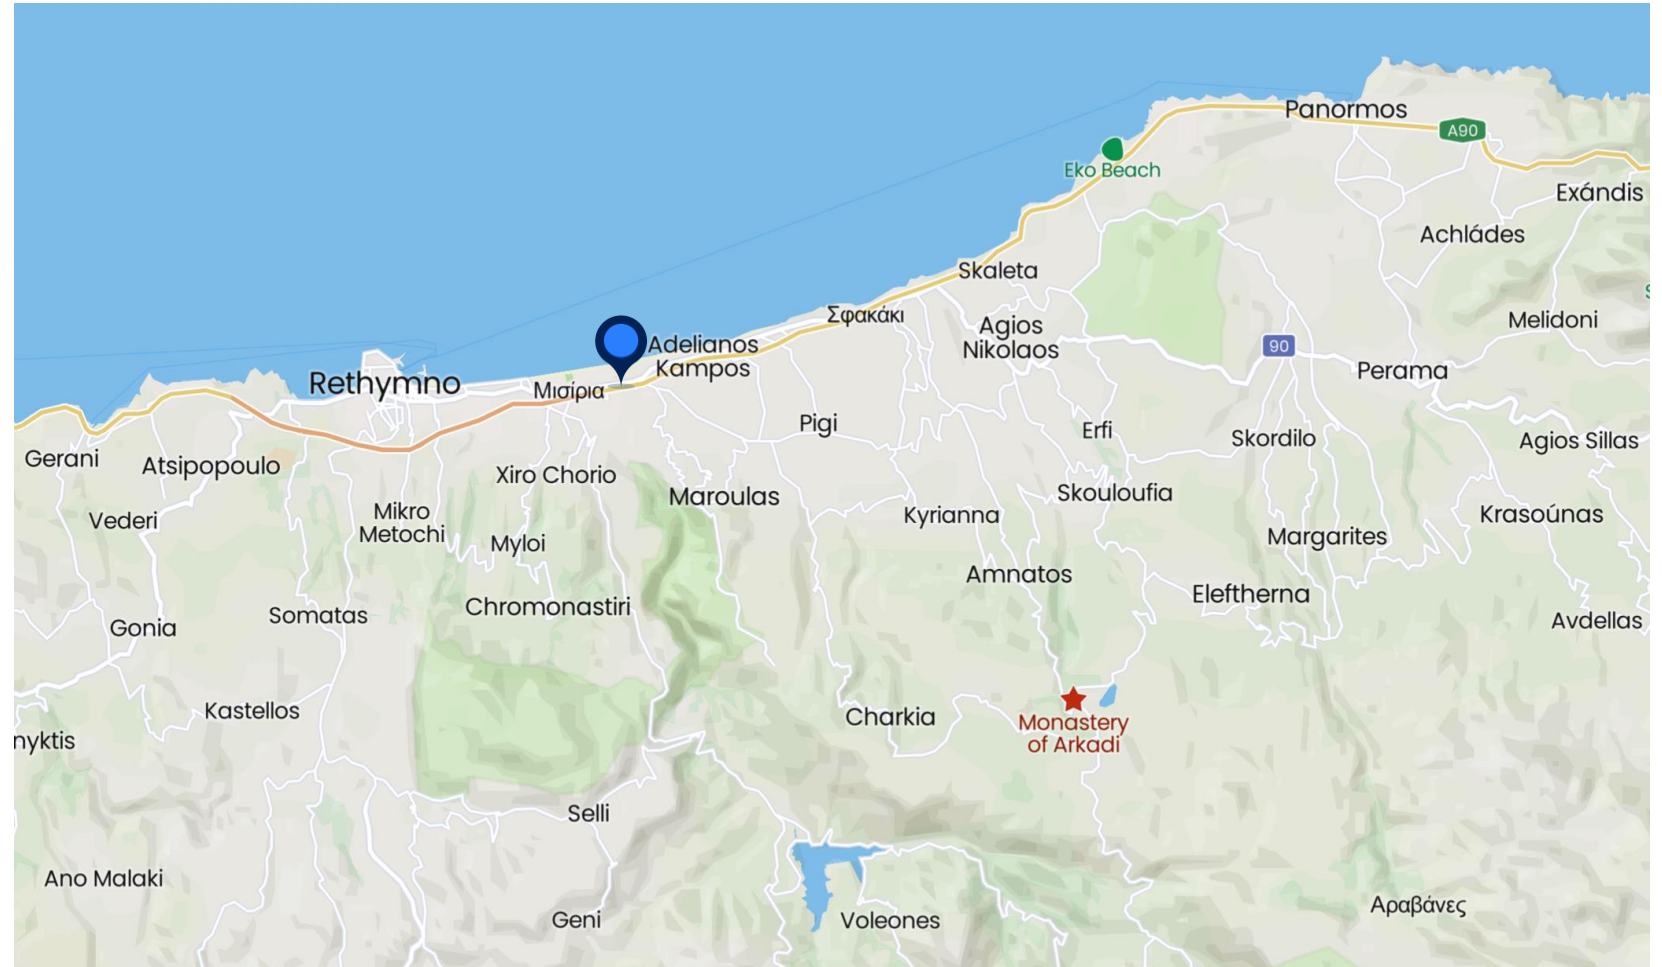 Panormos
A90
Eko Beach
Exándis
Achládes
Skaleta
Σφακάκι
Melidoni
Agios
Nikolaos
Adelianos
Kampos
90
Perama
Rethymno
Μισίρια
Pigi
Erfi
Skordilo
Agios Sillas
Gerani
Atsipopoulo
Xiro Chorio
Maroulas
Skouloufia
Vederi
Mikro
Metochi
Kyrianna
Krasoúnas
Myloi
Margarites
Amnatos
Eleftherna
Chromonastiri
Somatas
Gonia
Avdellas
Kastellos
Charkia
Monastery
of Arkadi
nyktis
Selli
Ano Malaki
Geni
Voleones
Αραβάνες